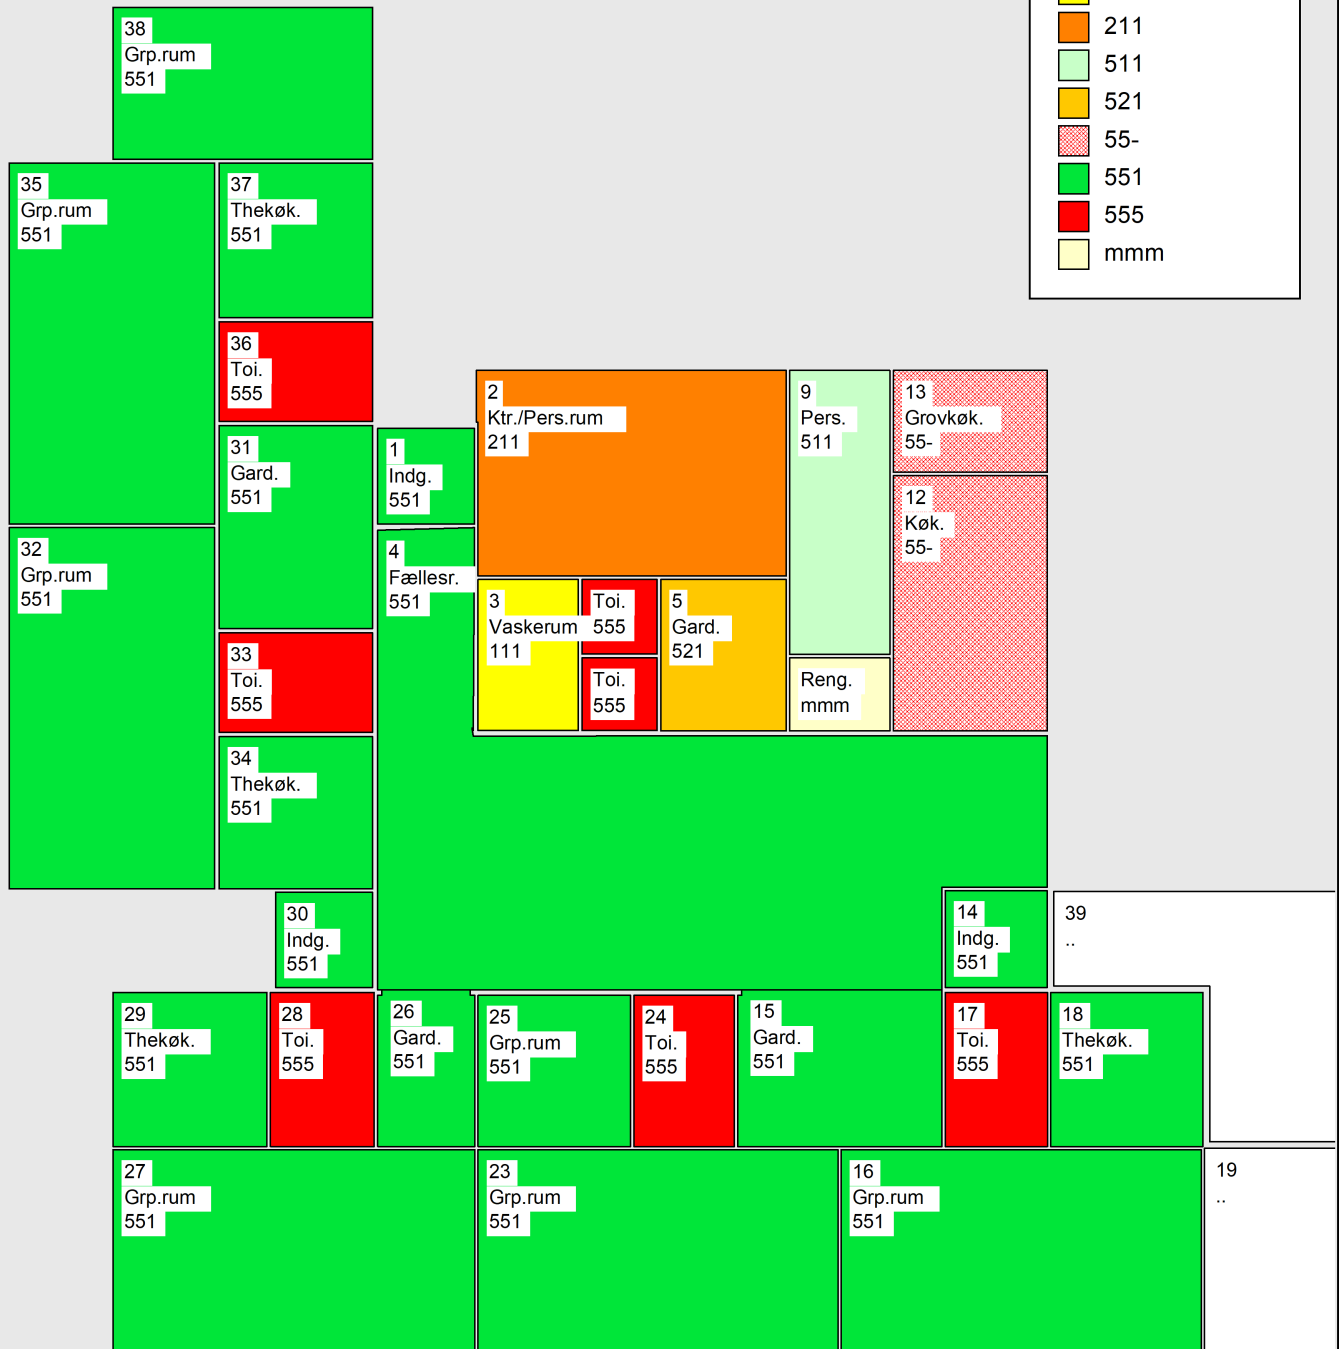 38
Grp.rum
551
211
511
521
55-
551
555
mmm
35
Grp.rum
551
37
Thekøk.
551
36
Toi.
555
31
Gard.
551
1
Indg.
551
2
Ktr./Pers.rum
211
9
Pers.
511
13
Grovkøk.
55-
12
Køk.
55-
32
Grp.rum
551
4
Fællesr.
551
3
Vaskerum
111
Toi.
555
5
Gard.
521
Toi.
555
Reng.
mmm
33
Toi.
555
34
Thekøk.
551
30
Indg.
551
14
Indg.
551
39
..
29
Thekøk.
551
28
Toi.
555
26
Gard.
551
25
Grp.rum
551
24
Toi.
555
15
Gard.
551
17
Toi.
555
18
Thekøk.
551
27
Grp.rum
551
23
Grp.rum
551
16
Grp.rum
551
19
..